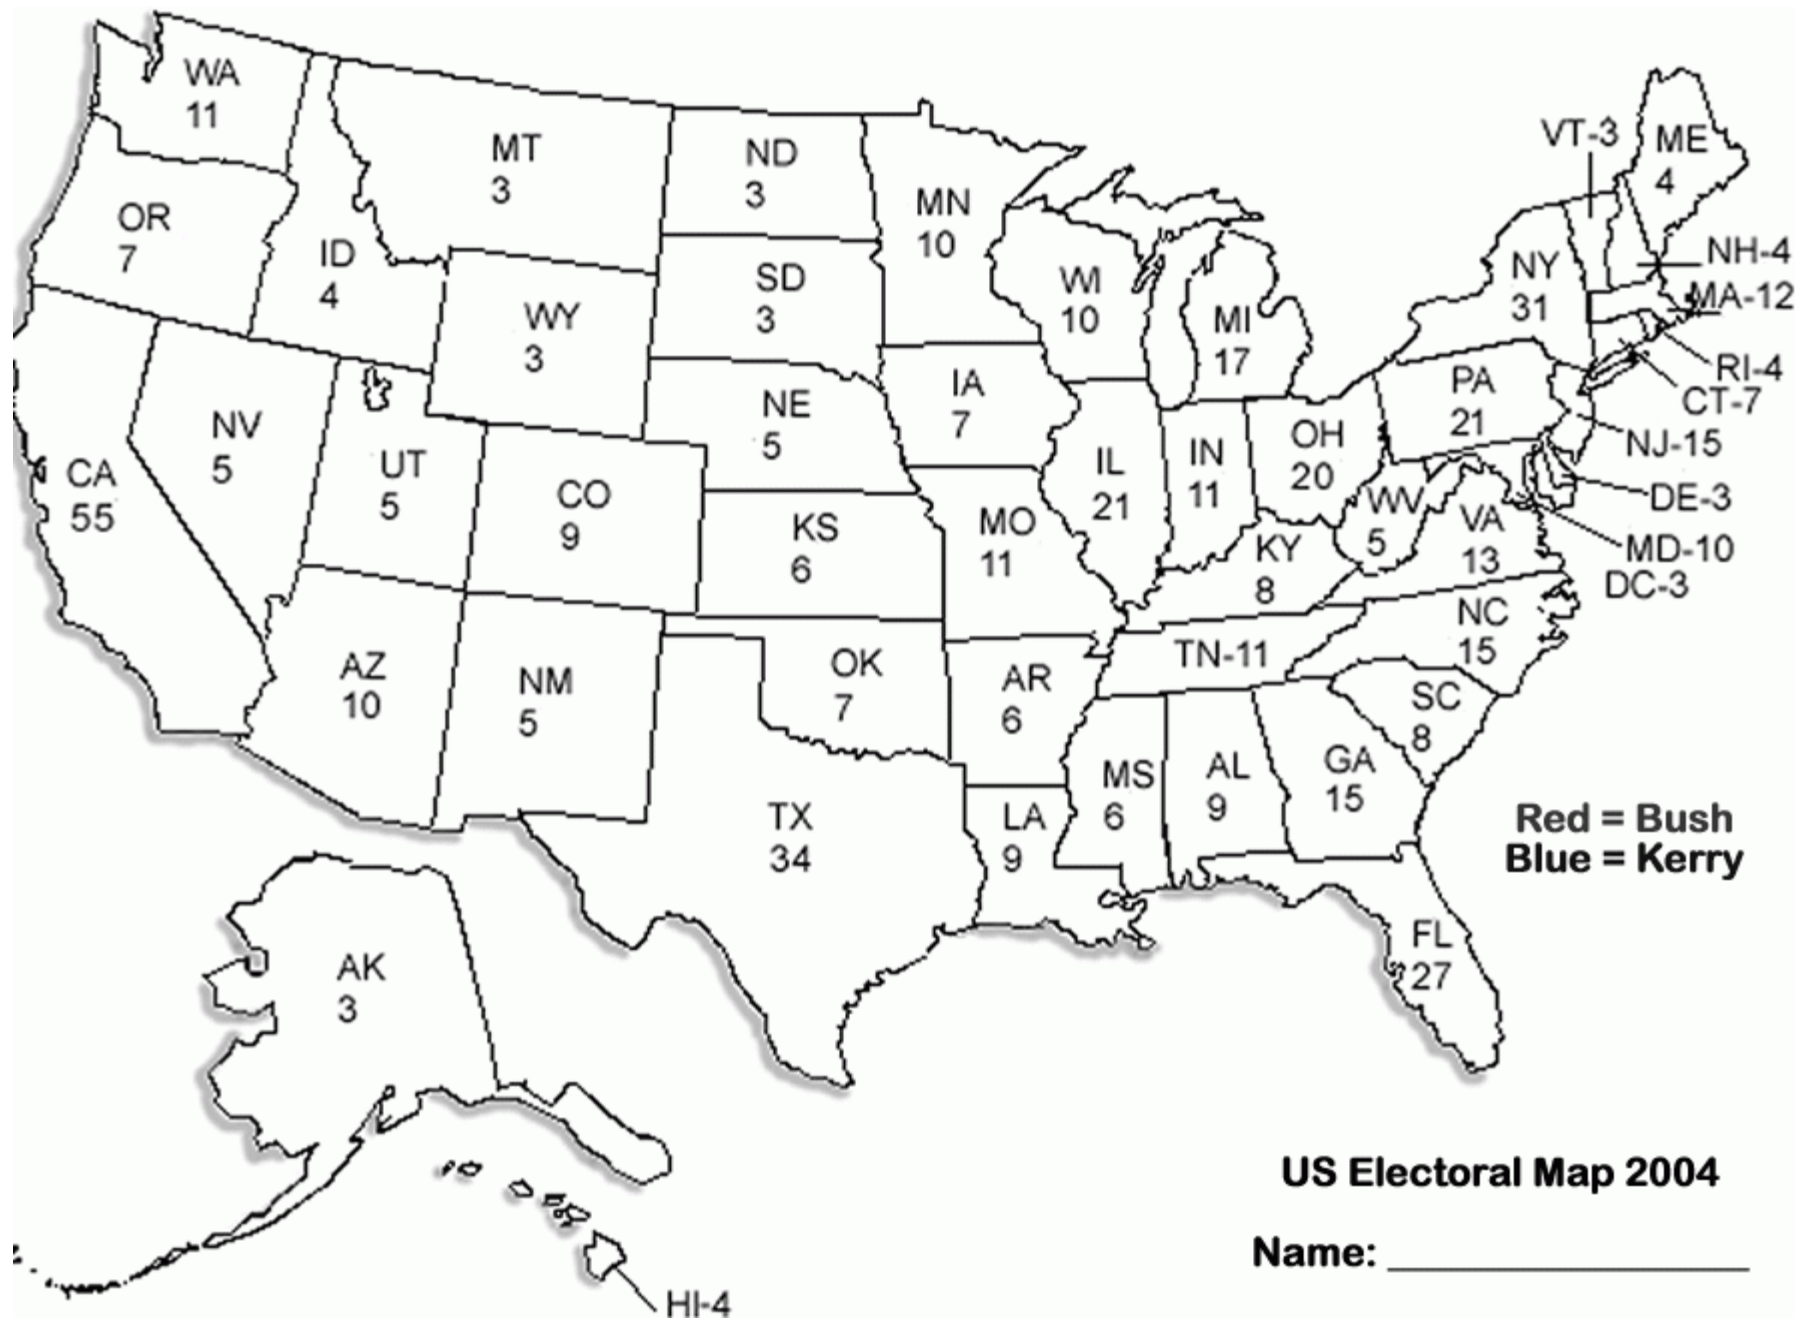 WA
11
MT
3
ND
3
VT-3
ME
4
OR
7
ID
4
MN
10
NH-4
SD
3
WI
10
NY
31
MA-12
WY
3
MI
17
RI-4
CT-7
IA
7
PA
21
NE
5
NV
5
NJ-15
OH
20
IN
11
IL
21
UT
5
CA
55
CO
9
DE-3
WV
5
KS
6
MO
11
VA
13
MD-10
DC-3
KY
8
NC
15
TN-11
AZ
10
NM
5
OK
7
AR
6
SC
8
MS
6
AL
9
GA
15
TX
34
LA
9
Red = Bush
Blue = Kerry
FL
27
AK
3
US Electoral Map 2004
Name: ____________________
HI-4